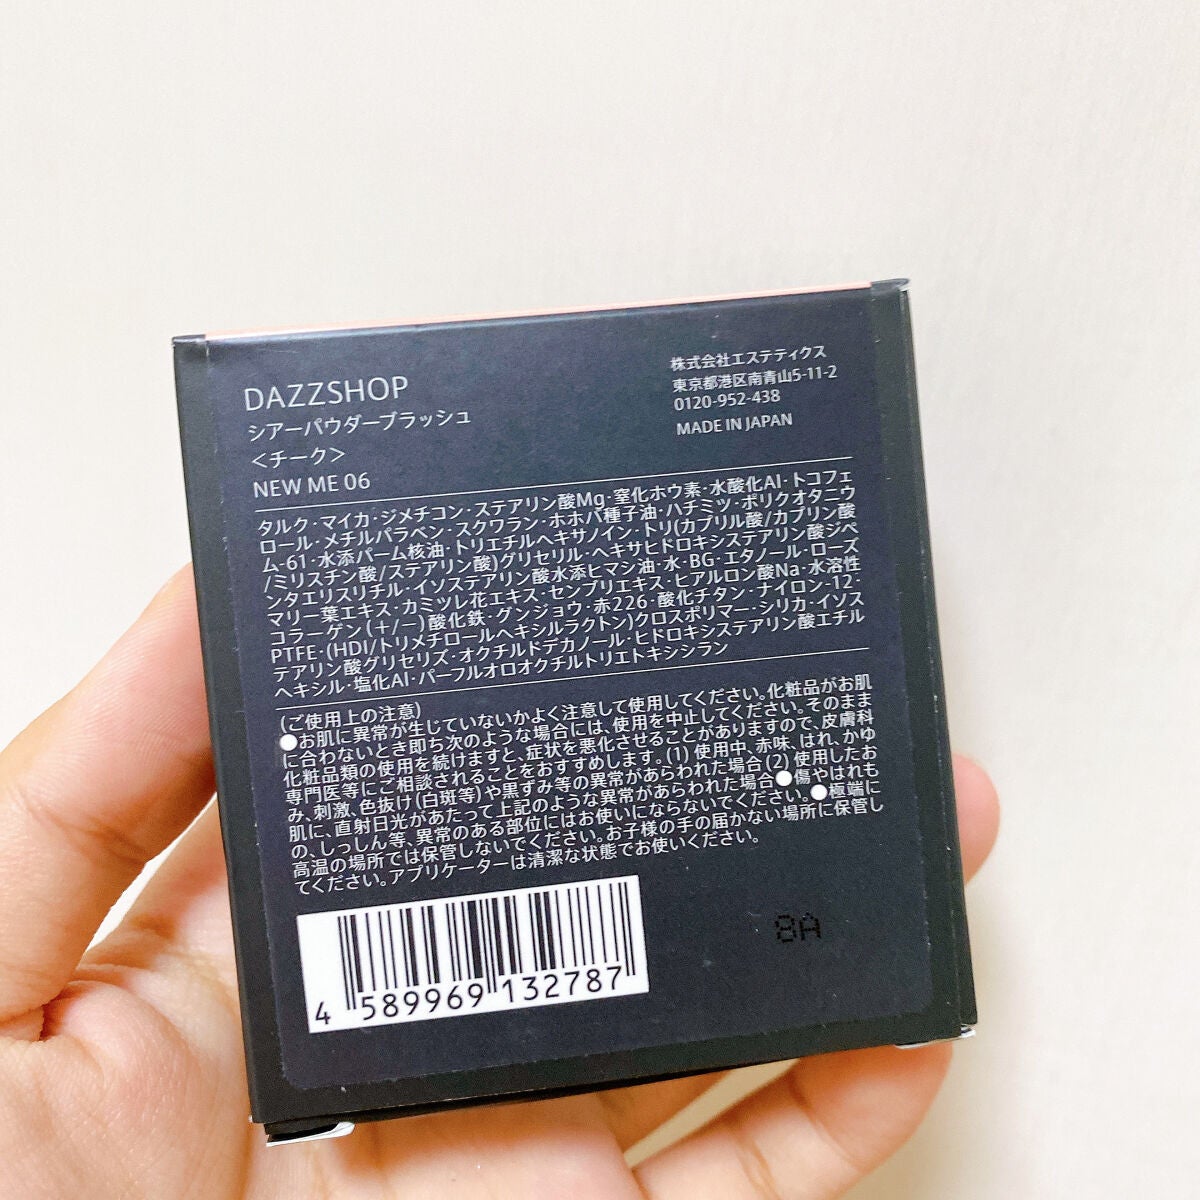 DAZZSHOP
シアーパウダーブラッシュ
<チーク>
NEW ME 06
株式会社エステティクス
東京都港区南青山5-11-2
0120-952-438
MADE IN JAPAN
タルク・マイカ・ジメチコン・ステアリン酸Mg・窒化ホウ素・水酸化Al・トコフェ
ロール・メチルパラベン・スクワラン・ホホバ種子油・ハチミツ・ポリクオタニウ
ム-61・水添パーム核油・トリエチルヘキサノイン・トリ(カプリル酸/カプリン酸
/ミリスチン酸/ステアリン酸)グリセリル・ヘキサヒドロキシステアリン酸ジペ
ンタエリスリチル・イソステアリン酸水添ヒマシ油・水・BG・エタノール・ローズ
マリー葉エキス・カミツレ花エキス・センブリエキス・ヒアルロン酸Na・水溶性
コラーゲン(+/-)酸化鉄・グンジョウ・赤226・酸化チタン・ナイロン-12・
PTFE・(HDI/トリメチロールヘキシルラクトン)クロスポリマー・シリカ・イソス
テアリン酸グリセリズ・オクチルドデカノール・ヒドロキシステアリン酸エチル
ヘキシル・塩化Al・パーフルオロオクチルトリエトキシシラン
(ご使用上の注意)
●お肌に異常が生じていないかよく注意して使用してください。化粧品がお肌
に合わないとき即ち次のような場合には、使用を中止してください。そのまま
化粧品類の使用を続けますと、症状を悪化させることがありますので、皮膚科
専門医等にご相談されることをおすすめします。(1) 使用中、赤味、はれ、かゆ
み、刺激、色抜け(白斑等)や黒ずみ等の異常があらわれた場合(2) 使用したお
肌に、直射日光があたって上記のような異常があらわれた場合●傷やはれも
の、しっしん等、異常のある部位にはお使いにならないでください。●極端に
高温の場所では保管しないでください。お子様の手の届かない場所に保管し
てください。アプリケーターは清潔な状態でお使いください。
8A
4 589969 132787